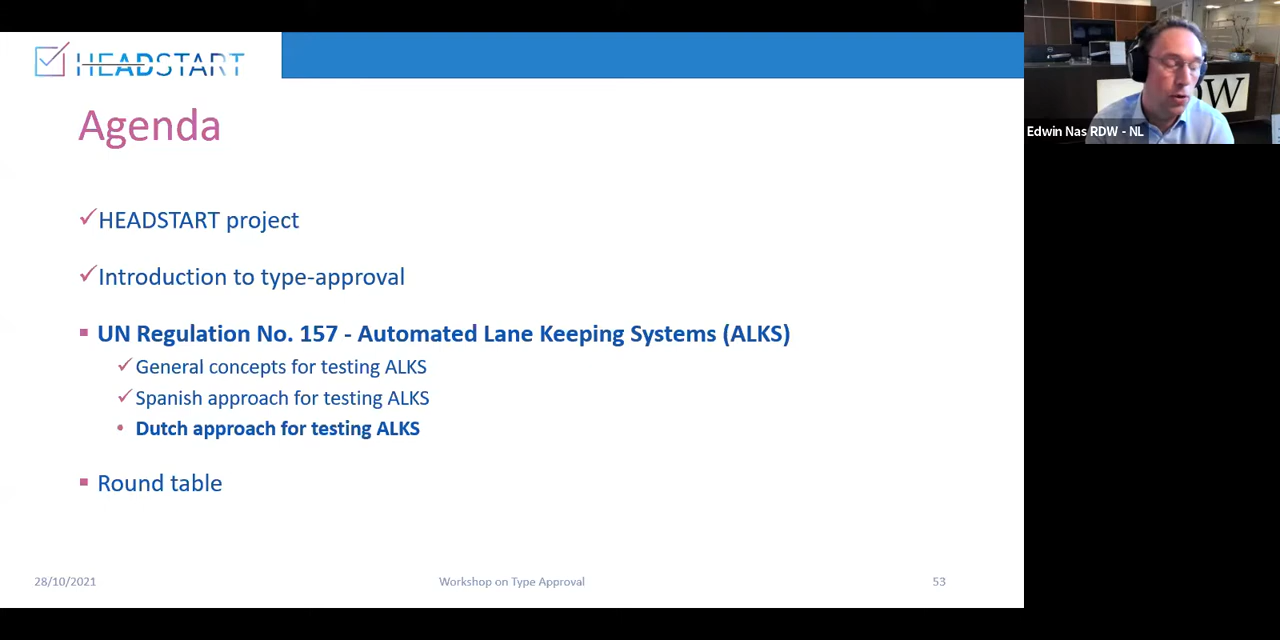 HEADSTART
Agenda
HEADSTART project
Introduction to type-approval
UN Regulation No. 157 - Automated Lane Keeping Systems (ALKS)
General concepts for testing ALKS
Spanish approach for testing ALKS
Dutch approach for testing ALKS
Round table
28/10/2021
Workshop on Type Approval
53
DW
Edwin Nas RDW - NL